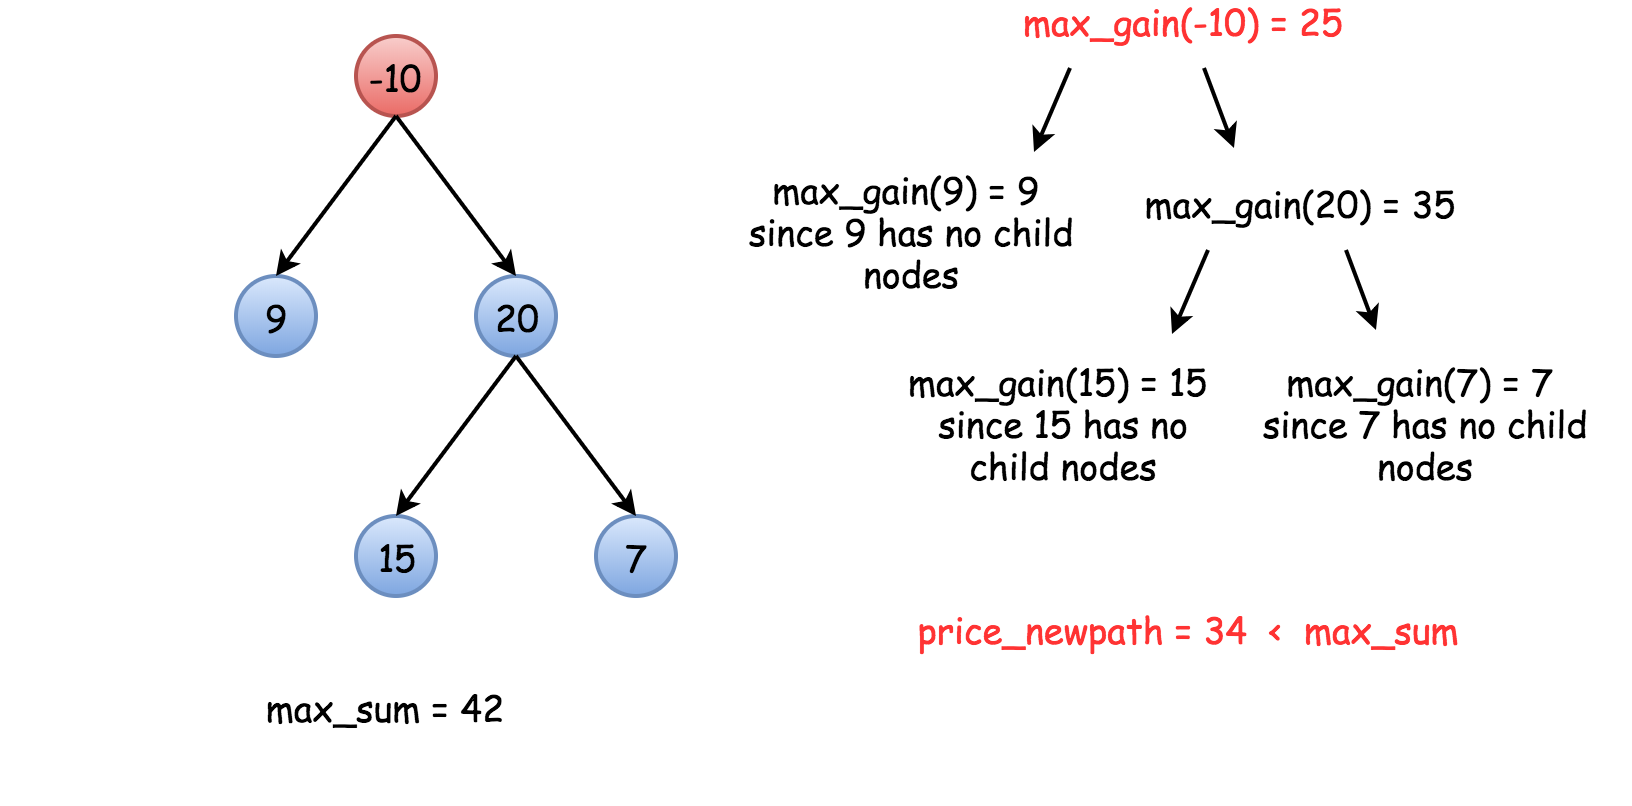 -10
9
20
15
7
max_sum = 42
max_gain(-10) = 25
max_gain(9) = 9
since 9 has no child
nodes
max_gain(20) = 35
max_gain(15) = 15
since 15 has no
child nodes
max_gain(7) = 7
since 7 has no child
nodes
price_newpath = 34 < max_sum